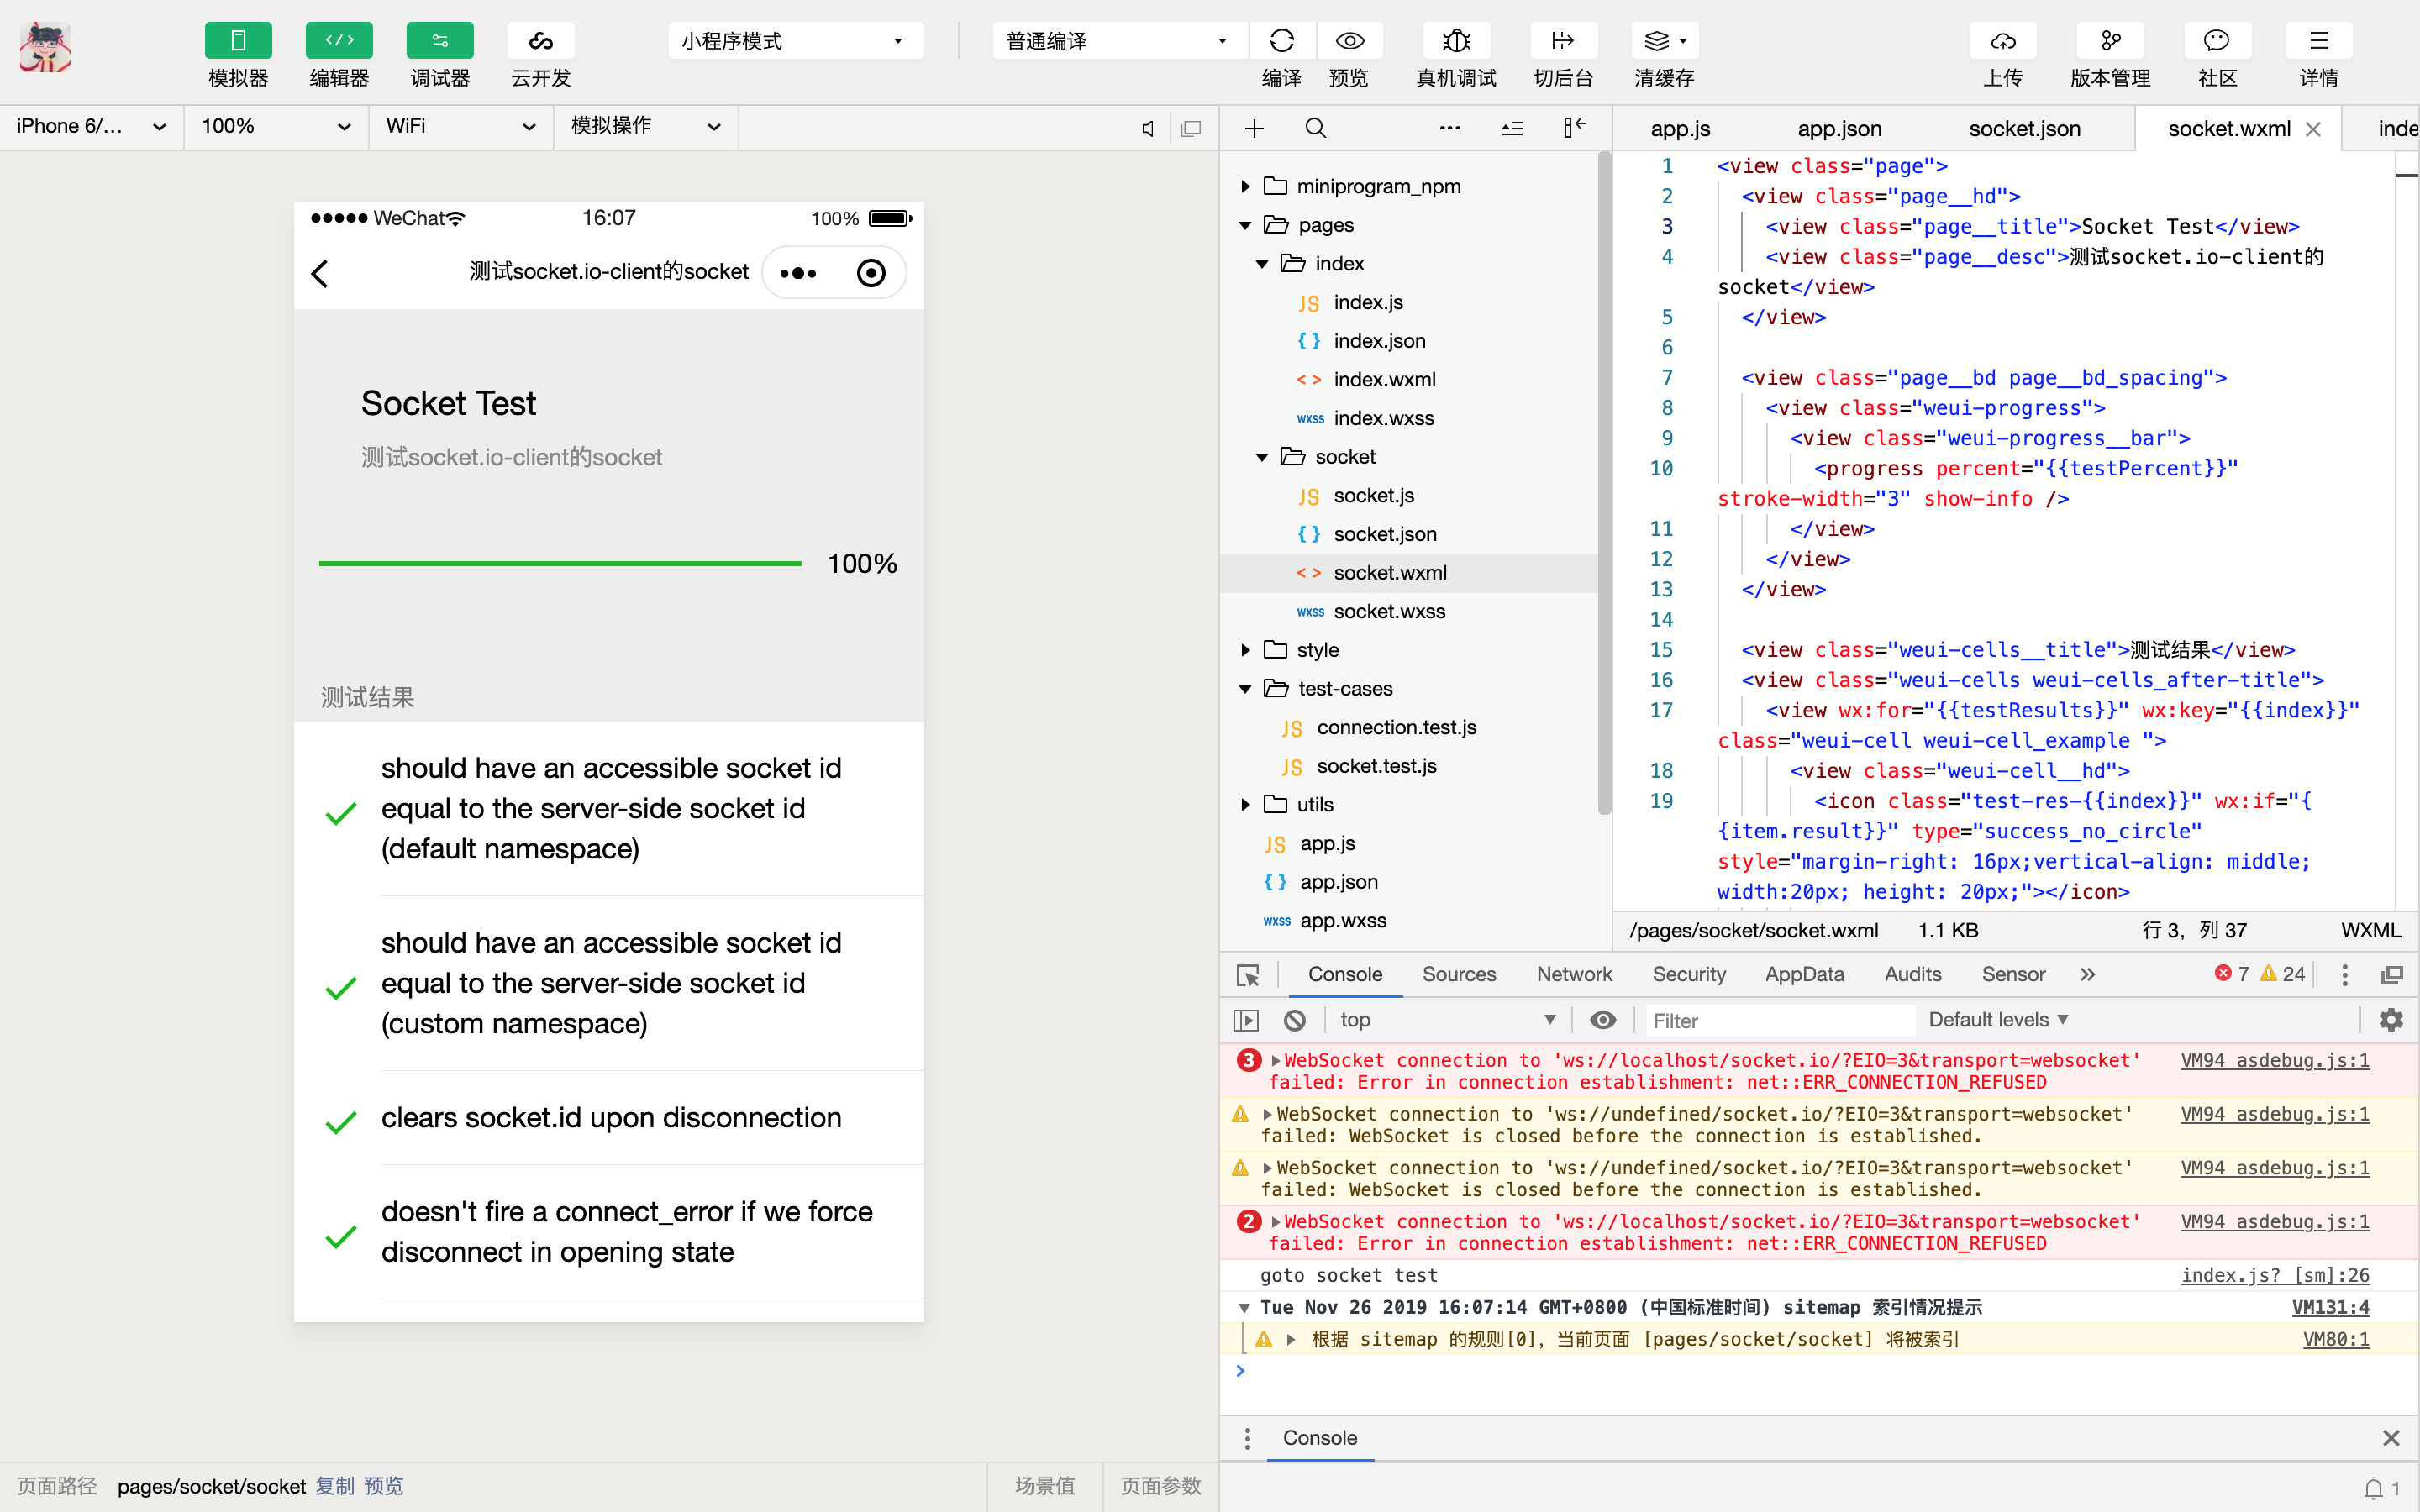 模拟器 编辑器 调试器 云开发 小程序模式 普通编译 编译 预览 真机调试 切后台 清缓存 上传 版本管理 社区 详情
iPhone 6/... 100% WiFi 模拟操作
WeChat 16:07 100%
测试socket.io-client的socket
Socket Test
测试socket.io-client的socket
100%
测试结果
should have an accessible socket id
equal to the server-side socket id
(default namespace)
should have an accessible socket id
equal to the server-side socket id
(custom namespace)
clears socket.id upon disconnection
doesn't fire a connect_error if we force
disconnect in opening state
页面路径 pages/socket/socket 复制 预览 场景值 页面参数
miniprogram_npm
pages
index
JS index.js
{ } index.json
< > index.wxml
wxss index.wxss
socket
JS socket.js
{ } socket.json
< > socket.wxml
wxss socket.wxss
style
test-cases
JS connection.test.js
JS socket.test.js
utils
JS app.js
{ } app.json
wxss app.wxss
app.js app.json socket.json socket.wxml inde
1 <view class="page">
2 <view class="page__hd">
3 <view class="page__title">Socket Test</view>
4 <view class="page__desc">测试socket.io-client的
socket</view>
5 </view>
6
7 <view class="page__bd page__bd_spacing">
8 <view class="weui-progress">
9 <view class="weui-progress__bar">
10 <progress percent="{{testPercent}}"
stroke-width="3" show-info />
11 </view>
12 </view>
13 </view>
14
15 <view class="weui-cells__title">测试结果</view>
16 <view class="weui-cells weui-cells_after-title">
17 <view wx:for="{{testResults}}" wx:key="{{index}}"
class="weui-cell weui-cell_example ">
18 <view class="weui-cell__hd">
19 <icon class="test-res-{{index}}" wx:if="{
{item.result}}" type="success_no_circle"
style="margin-right: 16px;vertical-align: middle;
width:20px; height: 20px;"></icon>
/pages/socket/socket.wxml 1.1 KB 行 3，列 37 WXML
Console Sources Network Security AppData Audits Sensor » 7 24
top Filter Default levels
3 WebSocket connection to 'ws://localhost/socket.io/?EIO=3&transport=websocket' VM94 asdebug.js:1
failed: Error in connection establishment: net::ERR_CONNECTION_REFUSED
WebSocket connection to 'ws://undefined/socket.io/?EIO=3&transport=websocket' VM94 asdebug.js:1
failed: WebSocket is closed before the connection is established.
WebSocket connection to 'ws://undefined/socket.io/?EIO=3&transport=websocket' VM94 asdebug.js:1
failed: WebSocket is closed before the connection is established.
2 WebSocket connection to 'ws://localhost/socket.io/?EIO=3&transport=websocket' VM94 asdebug.js:1
failed: Error in connection establishment: net::ERR_CONNECTION_REFUSED
goto socket test index.js? [sm]:26
Tue Nov 26 2019 16:07:14 GMT+0800 (中国标准时间) sitemap 索引情况提示 VM131:4
根据 sitemap 的规则[0]，当前页面 [pages/socket/socket] 将被索引 VM80:1
Console
1